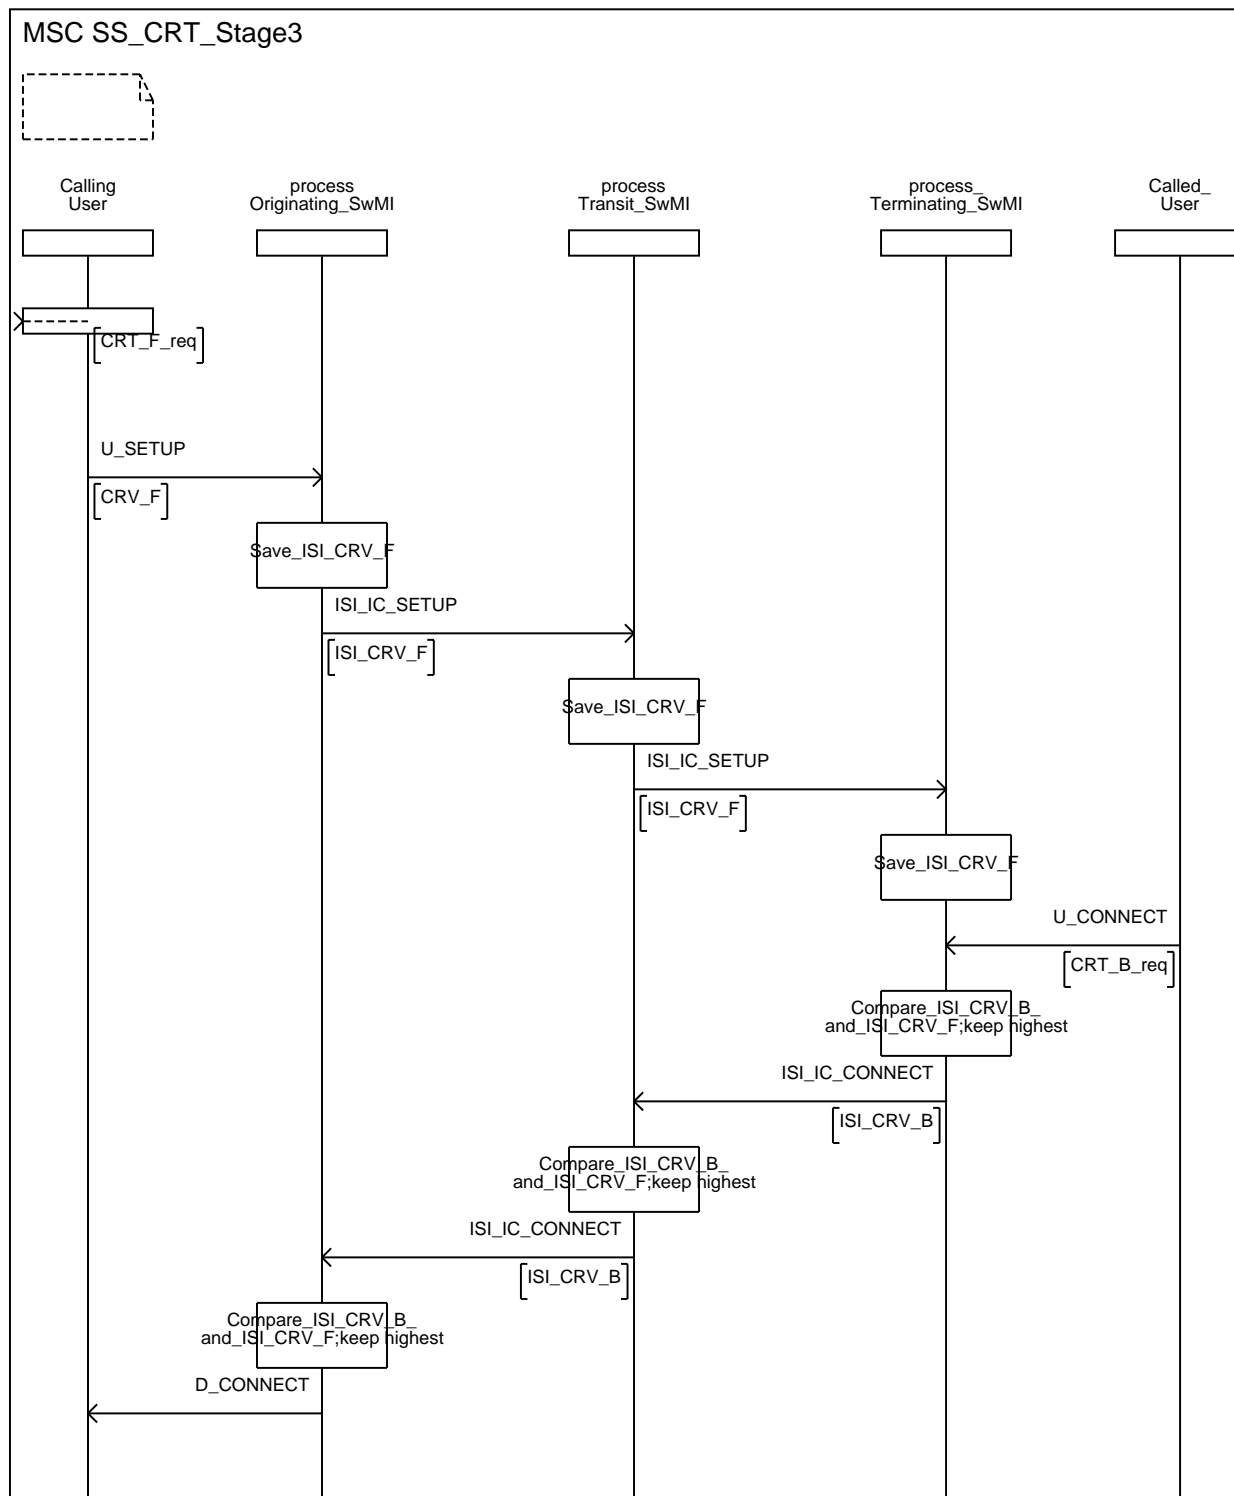 MSC SS_CRT_Stage3
Calling
User
process
Originating_SwMI
process
Transit_SwMI
process_
Terminating_SwMI
Called_
User
CRT_F_req
U_SETUP
CRV_F
Save_ISI_CRV_F
ISI_IC_SETUP
ISI_CRV_F
Save_ISI_CRV_F
ISI_IC_SETUP
ISI_CRV_F
Save_ISI_CRV_F
U_CONNECT
CRT_B_req
Compare_ISI_CRV_B_
and_ISI_CRV_F;keep highest
ISI_IC_CONNECT
ISI_CRV_B
Compare_ISI_CRV_B_
and_ISI_CRV_F;keep highest
ISI_IC_CONNECT
ISI_CRV_B
Compare_ISI_CRV_B_
and_ISI_CRV_F;keep highest
D_CONNECT